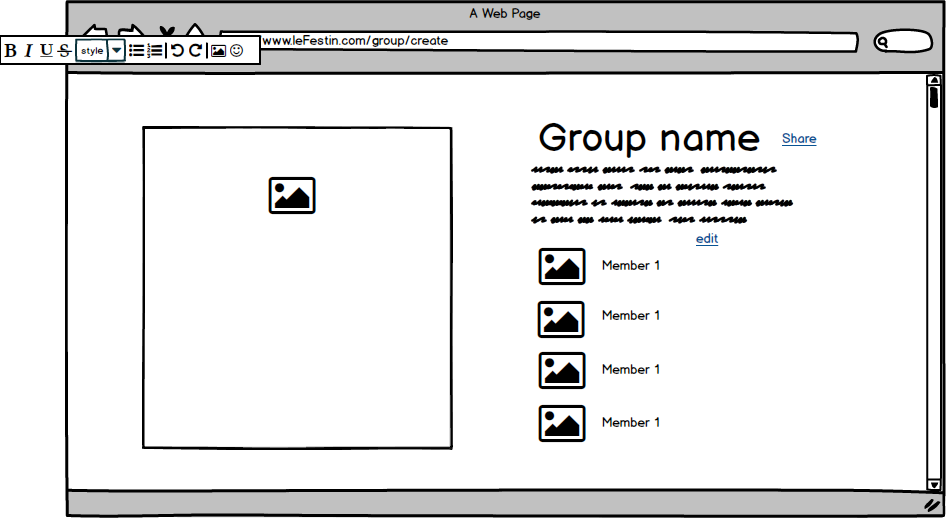 A Web Page
www.leFestin.com/group/create
B I U S style
Group name Share
edit
Member 1
Member 1
Member 1
Member 1